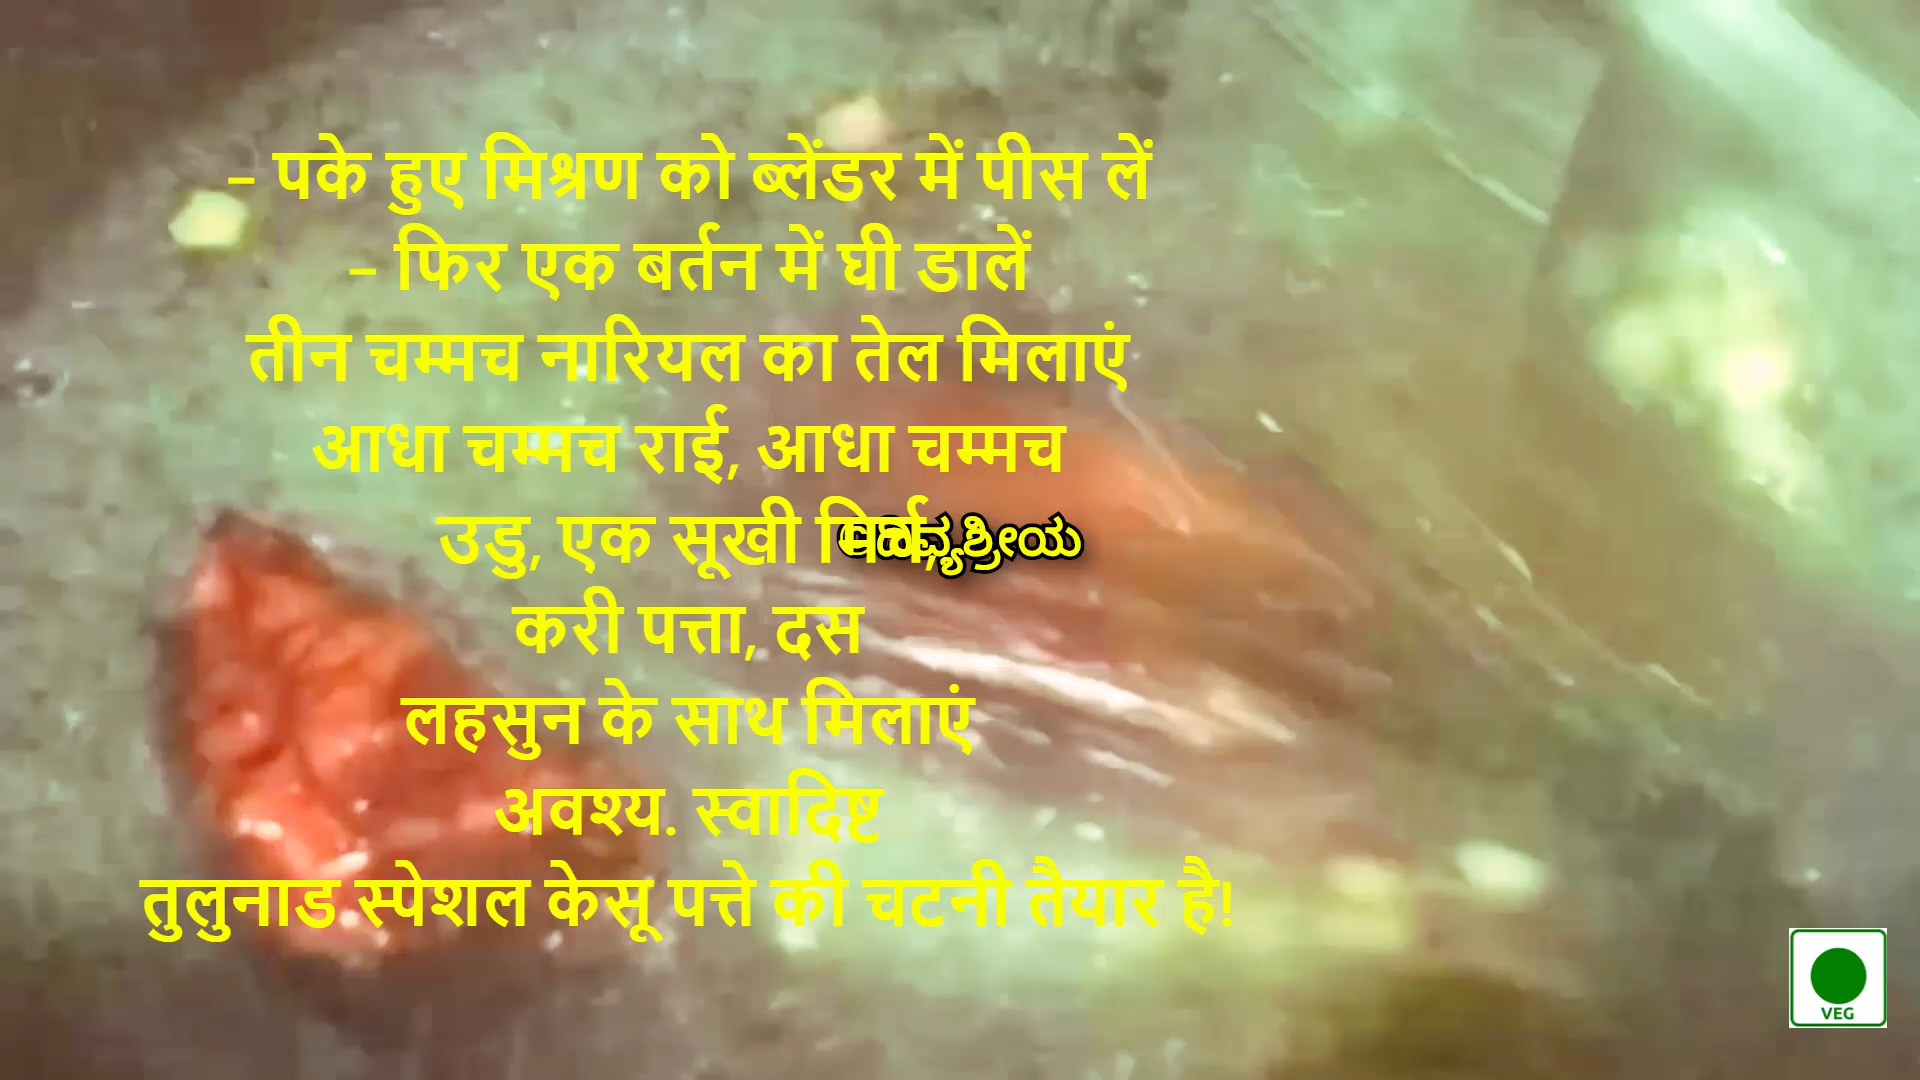 – पके हुए मिश्रण को ब्लेंडर में पीस लें
– फिर एक बर्तन में घी डालें
तीन चम्मच नारियल का तेल मिलाएं
आधा चम्मच राई, आधा चम्मच
उडु, एक सूखी मिर्च,
करी पत्ता, दस
लहसुन के साथ मिलाएं
अवश्य. स्वादिष्ट
तुलुनाड स्पेशल केसू पत्ते की चटनी तैयार है!
VEG